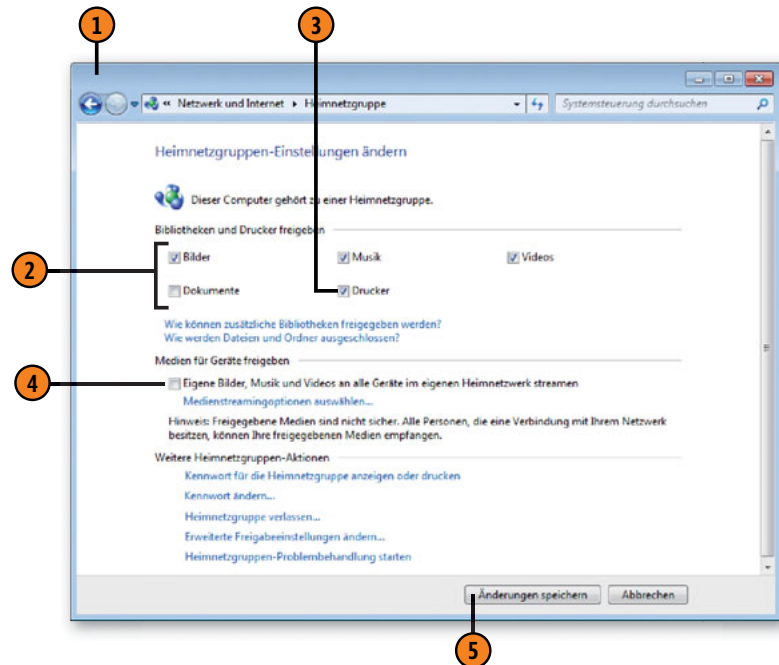 1
3
« Netzwerk und Internet ▸ Heimnetzgruppe
Systemsteuerung durchsuchen
Heimnetzgruppen-Einstellungen ändern
Dieser Computer gehört zu einer Heimnetzgruppe.
Bibliotheken und Drucker freigeben
2
Bilder
Musik
Videos
Dokumente
Drucker
Wie können zusätzliche Bibliotheken freigegeben werden?
Wie werden Dateien und Ordner ausgeschlossen?
Medien für Geräte freigeben
4
Eigene Bilder, Musik und Videos an alle Geräte im eigenen Heimnetzwerk streamen
Medienstreamingoptionen auswählen...
Hinweis: Freigegebene Medien sind nicht sicher. Alle Personen, die eine Verbindung mit Ihrem Netzwerk
besitzen, können Ihre freigegebenen Medien empfangen.
Weitere Heimnetzgruppen-Aktionen
Kennwort für die Heimnetzgruppe anzeigen oder drucken
Kennwort ändern...
Heimnetzgruppe verlassen...
Erweiterte Freigabeeinstellungen ändern...
Heimnetzgruppen-Problembehandlung starten
Änderungen speichern
Abbrechen
5